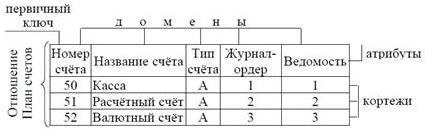 первичный
ключ
д о м е н ы
атрибуты
Отношение
План счетов
Номер счёта Название счёта Тип счёта Журнал-ордер Ведомость
50 Касса А 1 1
51 Расчётный счёт А 2 2
52 Валютный счёт А 3 3
кортежи